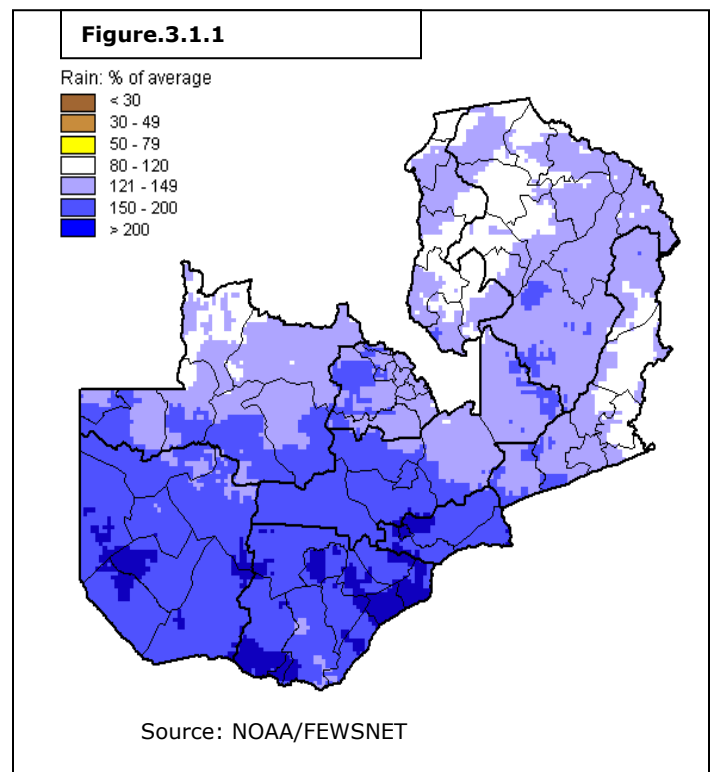 Figure.3.1.1
Rain: % of average
< 30
30 - 49
50 - 79
80 - 120
121 - 149
150 - 200
> 200
Source: NOAA/FEWSNET